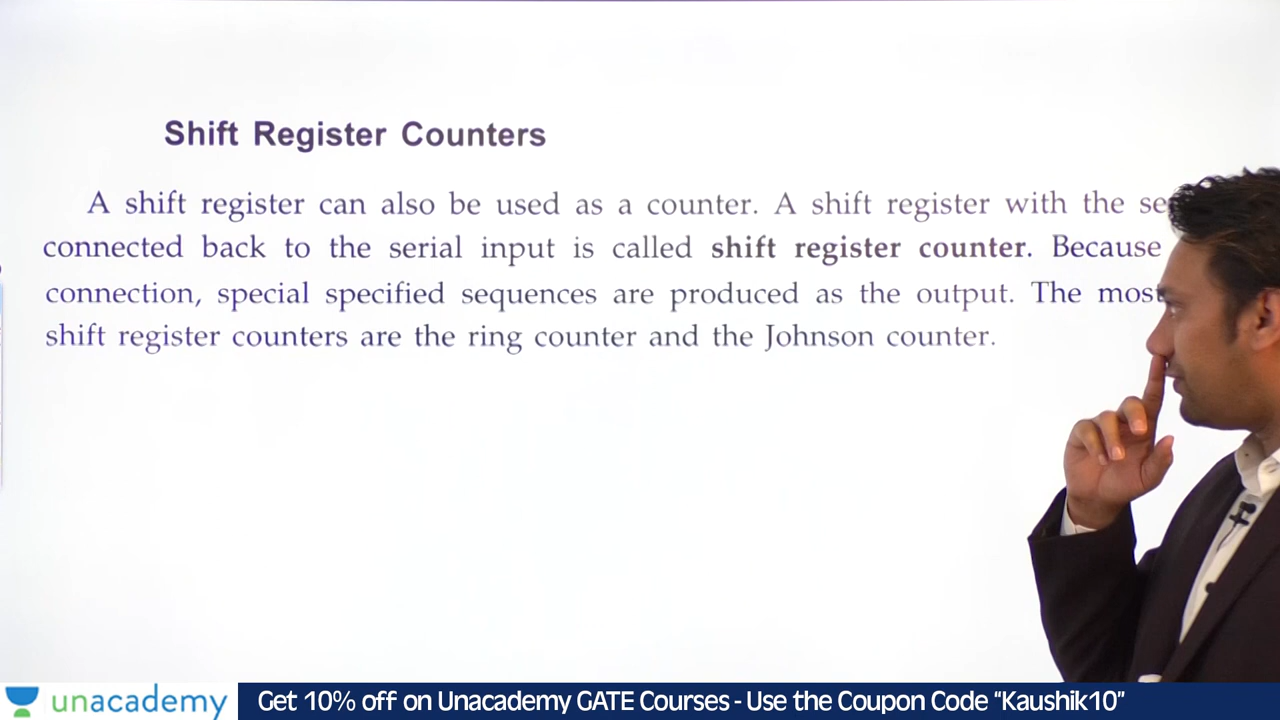 Shift Register Counters
A shift register can also be used as a counter. A shift register with the
connected back to the serial input is called shift register counter. Because
connection, special specified sequences are produced as the output. The most
shift register counters are the ring counter and the Johnson counter.
unacademy
Get 10% off on Unacademy GATE Courses - Use the Coupon Code “Kaushik10”